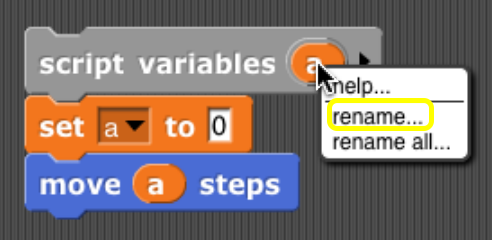 script variables a
help...
rename...
rename all...
set a to 0
move a steps